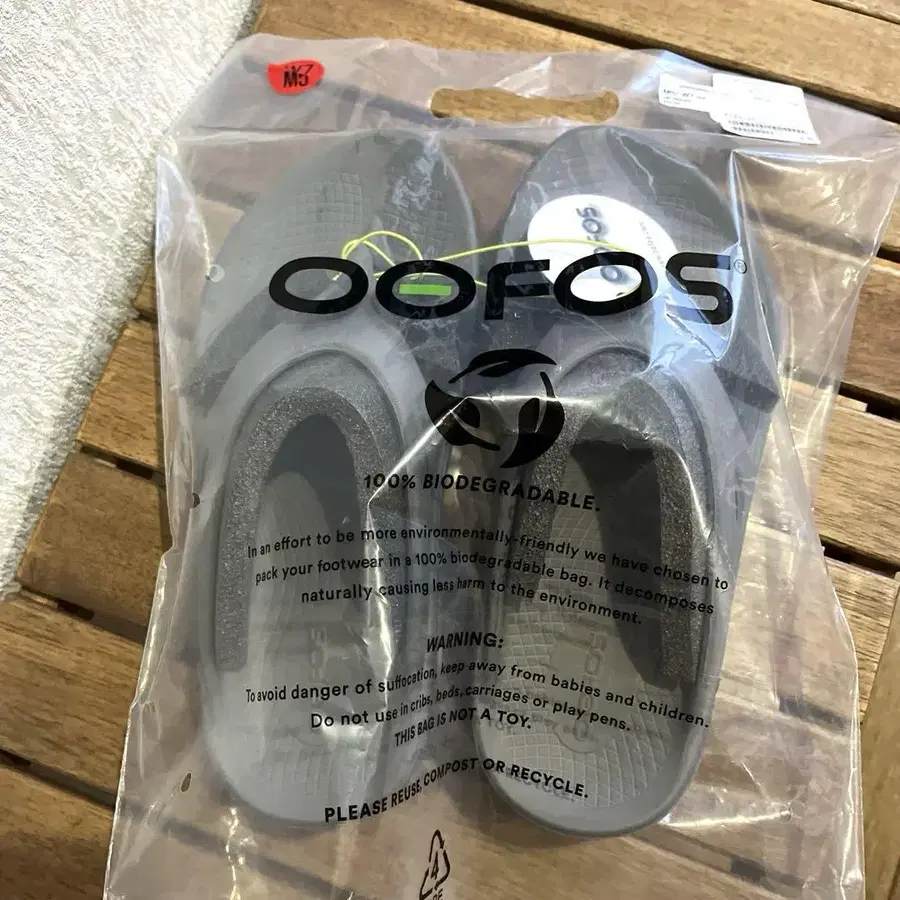 OOFOS®
100% BIODEGRADABLE.
In an effort to be more environmentally-friendly we have chosen to
pack your footwear in a 100% biodegradable bag. It decomposes
naturally causing less harm to the environment.
WARNING:
To avoid danger of suffocation, keep away from babies and children.
Do not use in cribs, beds, carriages or play pens.
THIS BAG IS NOT A TOY.
PLEASE REUSE, COMPOST OR RECYCLE.
4